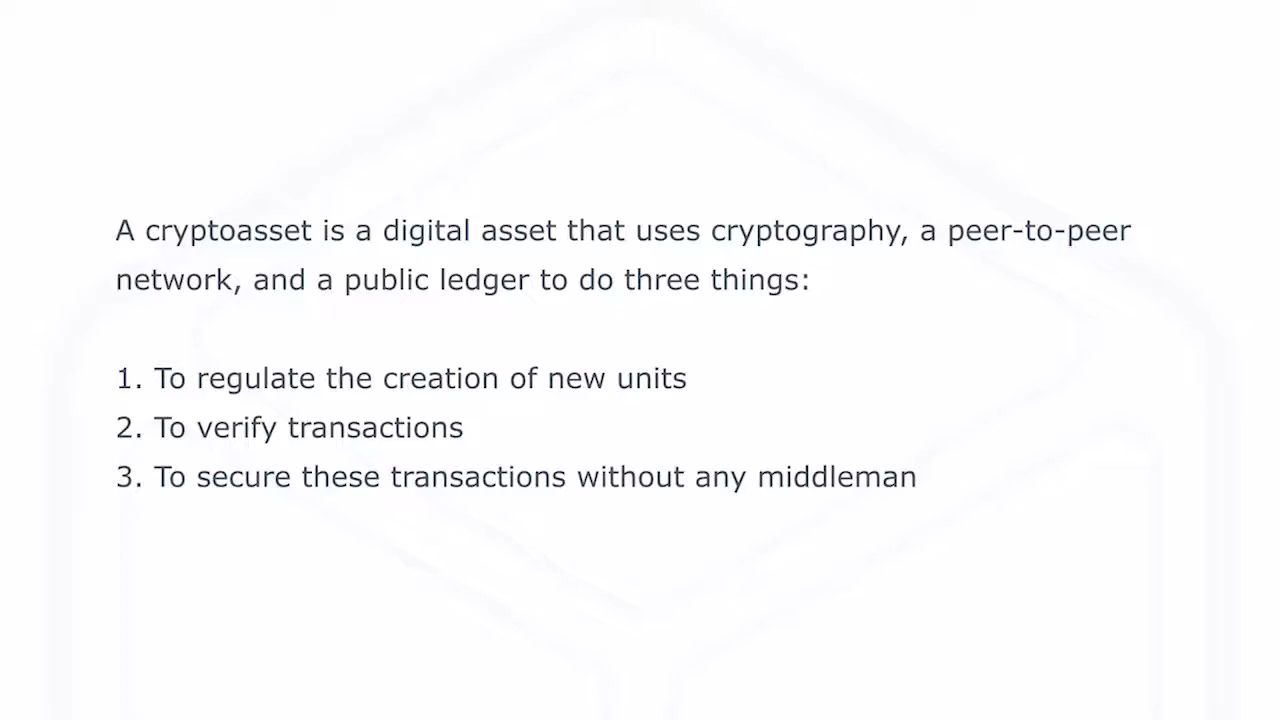 A cryptoasset is a digital asset that uses cryptography, a peer-to-peer
network, and a public ledger to do three things:
1. To regulate the creation of new units
2. To verify transactions
3. To secure these transactions without any middleman